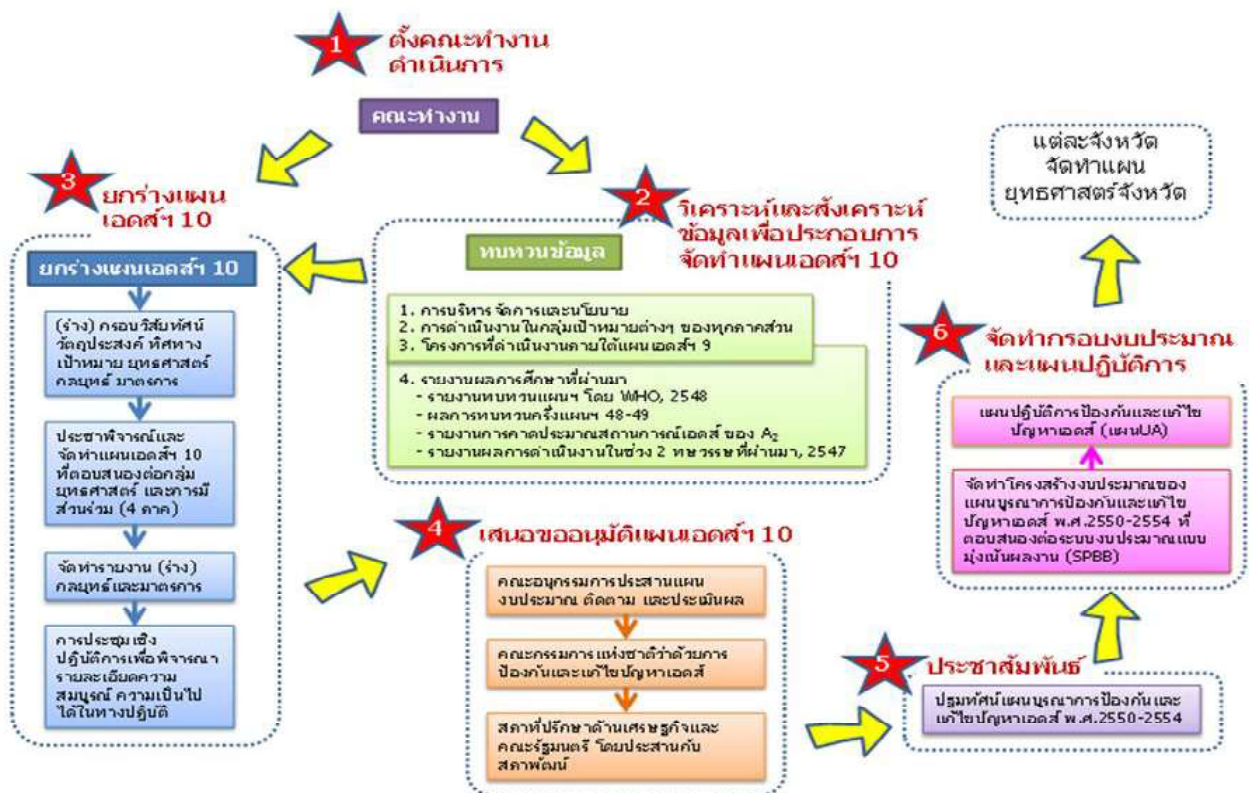 1
ตั้งคณะทำงาน
ดำเนินการ
คณะทำงาน
2
วิเคราะห์และสังเคราะห์
ข้อมูลเพื่อประกอบการ
จัดทำแผนเอดส์ฯ 10
ทบทวนข้อมูล
1. การบริหารจัดการและนโยบาย
2. การดำเนินงานในกลุ่มเป้าหมายต่างๆ ของทุกภาคส่วน
3. โครงการที่ดำเนินงานภายใต้แผนเอดส์ฯ 9
4. รายงานผลการศึกษาที่ผ่านมา
- รายงานทบทวนแผนฯ โดย WHO, 2548
- ผลการทบทวนครึ่งแผนฯ 48-49
- รายงานการคาดประมาณสถานการณ์เอดส์ ของ A2
- รายงานผลการดำเนินงานในช่วง 2 ทษวรรษที่ผ่านมา, 2547
3
ยกร่างแผน
เอดส์ฯ 10
ยกร่างแผนเอดส์ฯ 10
(ร่าง) กรอบวิสัยทัศน์
วัตถุประสงค์ ทิศทาง
เป้าหมาย ยุทธศาสตร์
กลยุทธ์ มาตรการ
ประชาพิจารณ์และ
จัดทำแผนเอดส์ฯ 10
ที่ตอบสนองต่อกลุ่ม
ยุทธศาสตร์ และการมี
ส่วนร่วม (4 ภาค)
จัดทำรายงาน (ร่าง)
กลยุทธ์และมาตรการ
การประชุมเชิง
ปฏิบัติการเพื่อพิจารณา
รายละเอียดความ
สมบูรณ์ ความเป็นไป
ได้ในทางปฏิบัติ
4
เสนอขออนุมัติแผนเอดส์ฯ 10
คณะอนุกรรมการประสานแผน
งบประมาณ ติดตาม และประเมินผล
คณะกรรมการแห่งชาติว่าด้วยการ
ป้องกันและแก้ไขปัญหาเอดส์
สภาที่ปรึกษาด้านเศรษฐกิจและ
คณะรัฐมนตรี โดยประสานกับ
สภาพัฒน์
5
ประชาสัมพันธ์
ปฐมทัศน์แผนบูรณาการป้องกันและ
แก้ไขปัญหาเอดส์ พ.ศ.2550-2554
6
จัดทำกรอบงบประมาณ
และแผนปฏิบัติการ
แผนปฏิบัติการป้องกันและแก้ไข
ปัญหาเอดส์ (แผนUA)
จัดทำโครงสร้างงบประมาณของ
แผนบูรณาการป้องกันและแก้ไข
ปัญหาเอดส์ พ.ศ.2550-2554 ที่
ตอบสนองต่อระบบงบประมาณแบบ
มุ่งเน้นผลงาน (SPBB)
แต่ละจังหวัด
จัดทำแผน
ยุทธศาสตร์จังหวัด